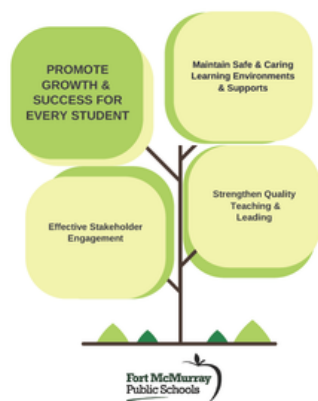 PROMOTE
GROWTH &
SUCCESS FOR
EVERY STUDENT
Maintain Safe & Caring
Learning Environments
& Supports
Effective Stakeholder
Engagement
Strengthen Quality
Teaching &
Leading
Fort McMurray
Public Schools